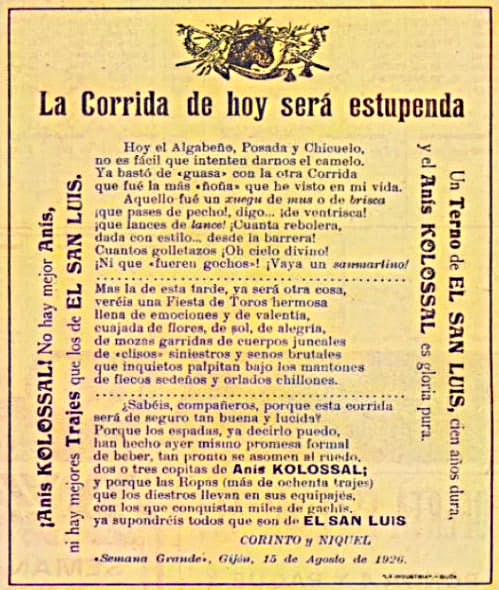 La Corrida de hoy será estupenda
Hoy el Algabeño, Posada y Chicuelo,
no es fácil que intenten darnos el camelo.
Ya bastó de «guasa» con la otra Corrida
que fué la más «ñoña» que he visto en mi vida.
Aquello fué un xuegu de mus o de brisca
¡que pases de pecho!, digo... ¡de ventrisca!
¡que lances de lance! ¡Cuanta rebolera,
dada con estilo... desde la barrera!
Cuantos golletazos ¡Oh cielo divino!
¡Ni que «fueren gochos»! ¡Vaya un sanmartino!
Mas la de esta tarde, ya será otra cosa,
veréis una Fiesta de Toros hermosa
llena de emociones y de valentía,
cuajada de flores, de sol, de alegría,
de mozas garridas de cuerpos juncales
de «clisos» siniestros y senos brutales
que inquietos palpitan bajo los mantones
de flecos sedeños y orlados chillones.
¿Sabéis, compañeros, porque esta corrida
será de seguro tan buena y lucida?
Porque los espadas, ya decirlo puedo,
han hecho ayer mismo promesa formal
de beber, tan pronto se asomen al ruedo,
dos o tres copitas de Anís KOLOSSAL;
y porque las Ropas (más de ochenta trajes)
que los diestros llevan en sus equipajes,
con los que conquistan miles de gachís,
ya supondréis todos que son de EL SAN LUIS
CORINTO y NIQUEL
«Semana Grande», Gijón, 15 de Agosto de 1926.
"LA INDUSTRIA".-GIJÓN
¡Anís KOLOSSAL! No hay mejor Anís,
ni hay mejores Trajes que los de EL SAN LUIS.
Un Terno de EL SAN LUIS, cien años dura,
y el Anís KOLOSSAL es gloria pura.